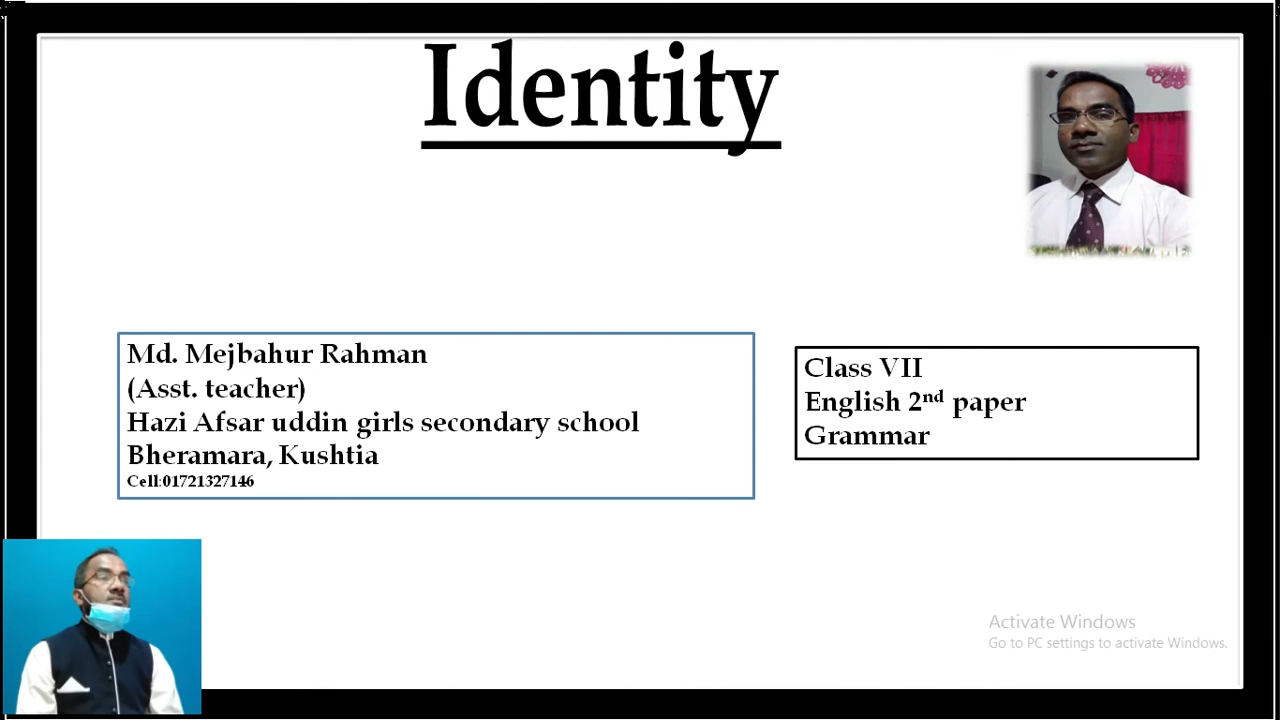 Identity
Md. Mejbahur Rahman
(Asst. teacher)
Hazi Afsar uddin girls secondary school
Bheramara, Kushtia
Cell:01721327146
Class VII
English 2nd paper
Grammar
Activate Windows
Go to PC settings to activate Windows.